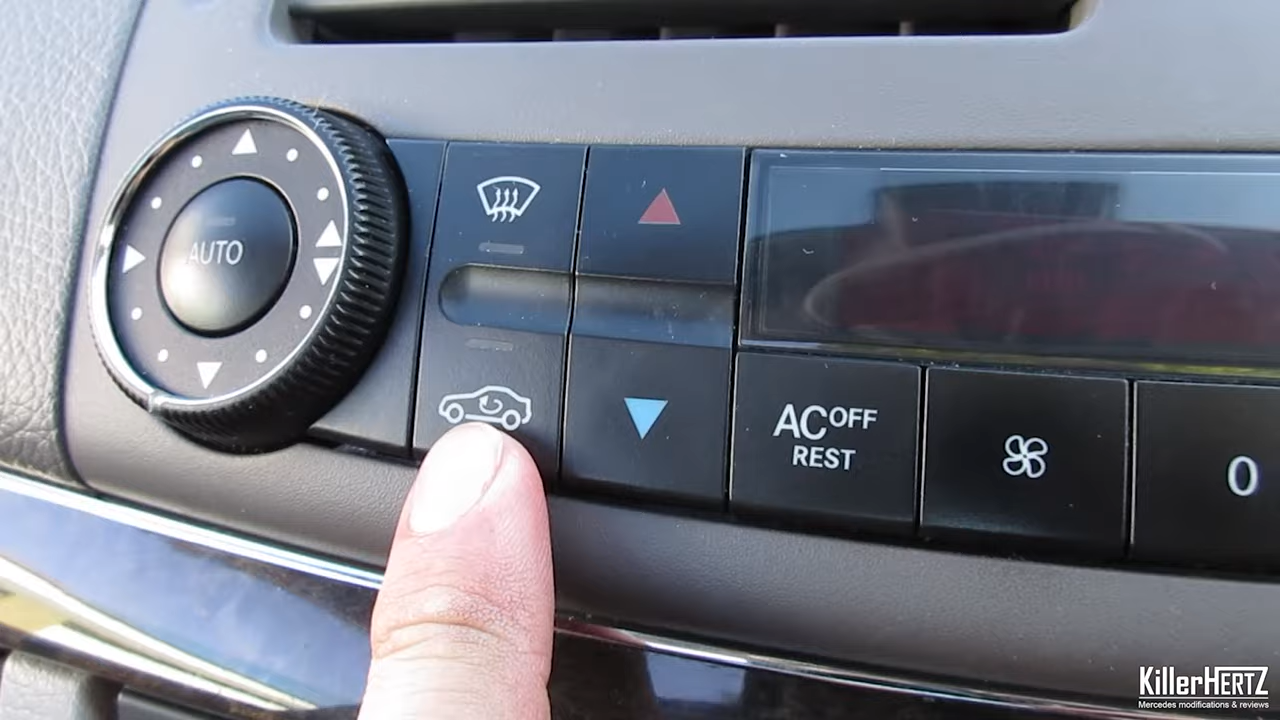 AUTO
AC OFF
REST
0
KillerHERTZ
Mercedes modifications & reviews